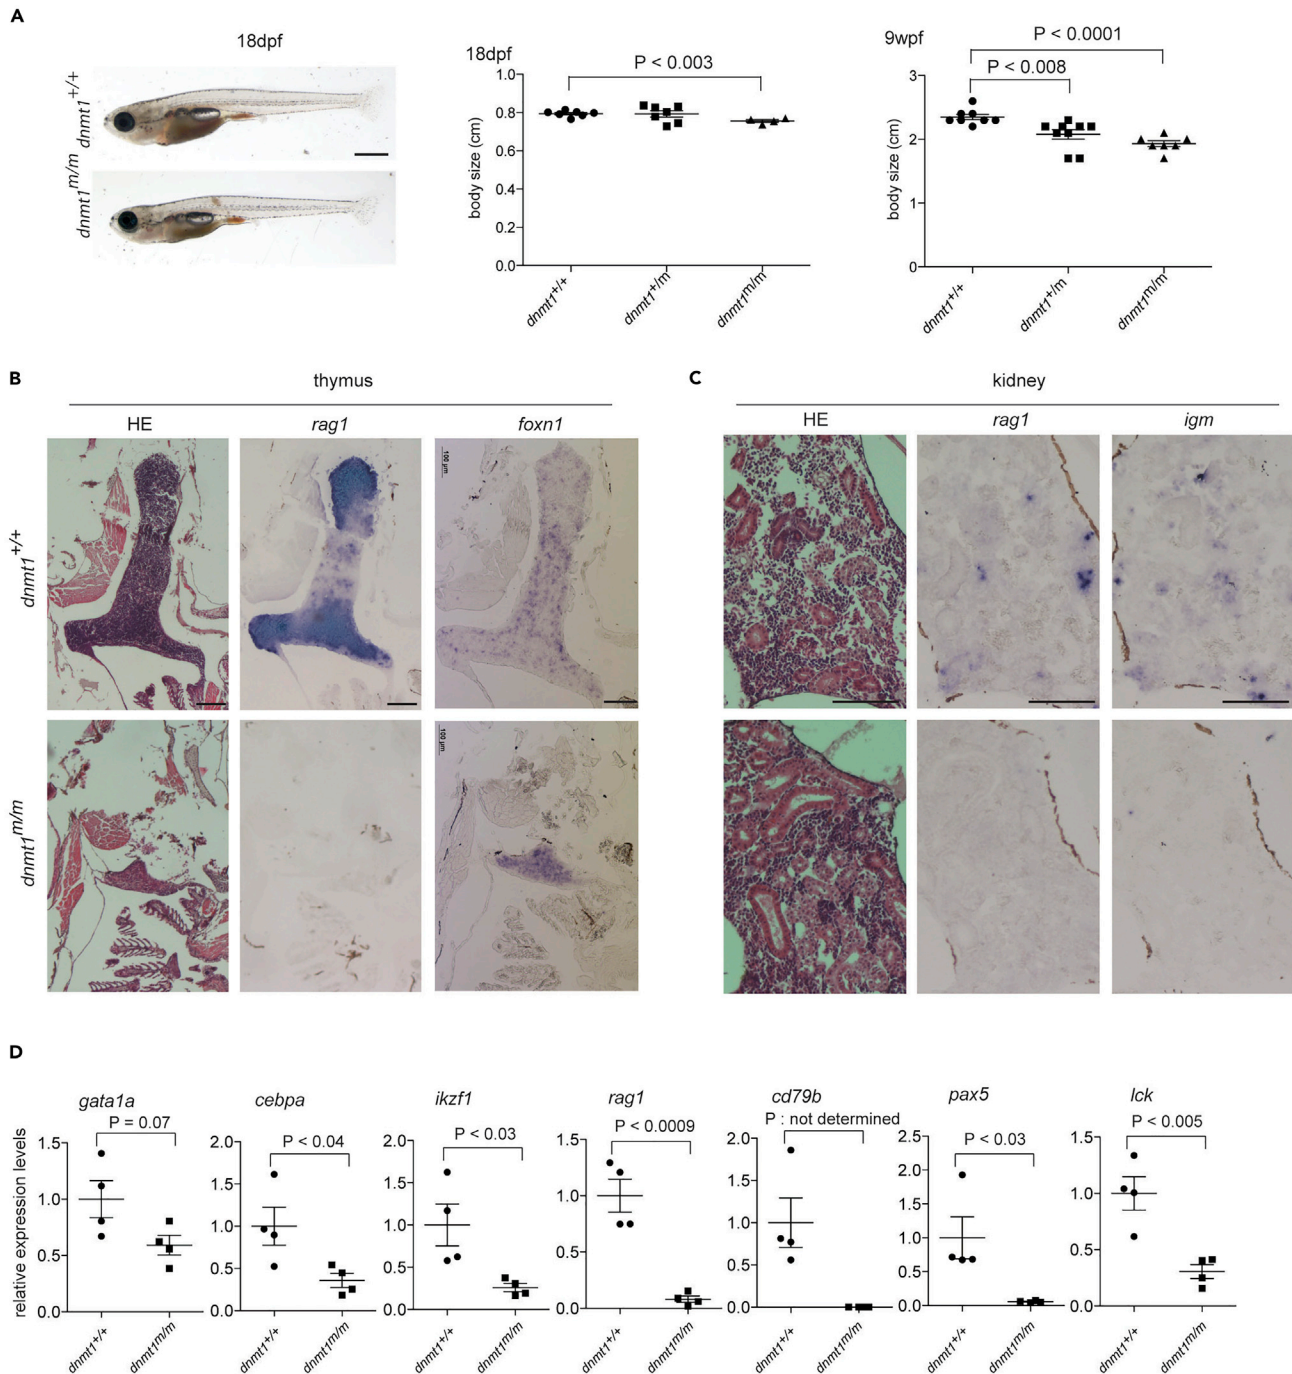 A
18dpf
dnmt1+/+
dnmt1m/m
18dpf
P < 0.003
body size (cm)
1.0
0.8
0.6
0.4
0.2
0.0
dnmt1+/+
dnmt1+/m
dnmt1m/m
9wpf
P < 0.0001
P < 0.008
body size (cm)
3
2
1
0
dnmt1+/+
dnmt1+/m
dnmt1m/m
B
thymus
HE
rag1
foxn1
dnmt1+/+
100 µm
dnmt1m/m
100 µm
C
kidney
HE
rag1
igm
D
relative expression levels
gata1a
P = 0.07
1.5
1.0
0.5
0.0
dnmt1+/+
dnmt1m/m
cebpa
P < 0.04
2.0
1.5
1.0
0.5
0.0
dnmt1+/+
dnmt1m/m
ikzf1
P < 0.03
2.0
1.5
1.0
0.5
0.0
dnmt1+/+
dnmt1m/m
rag1
P < 0.0009
1.5
1.0
0.5
0.0
dnmt1+/+
dnmt1m/m
cd79b
P : not determined
2.0
1.5
1.0
0.5
0.0
dnmt1+/+
dnmt1m/m
pax5
P < 0.03
2.5
2.0
1.5
1.0
0.5
0.0
dnmt1+/+
dnmt1m/m
lck
P < 0.005
1.5
1.0
0.5
0.0
dnmt1+/+
dnmt1m/m